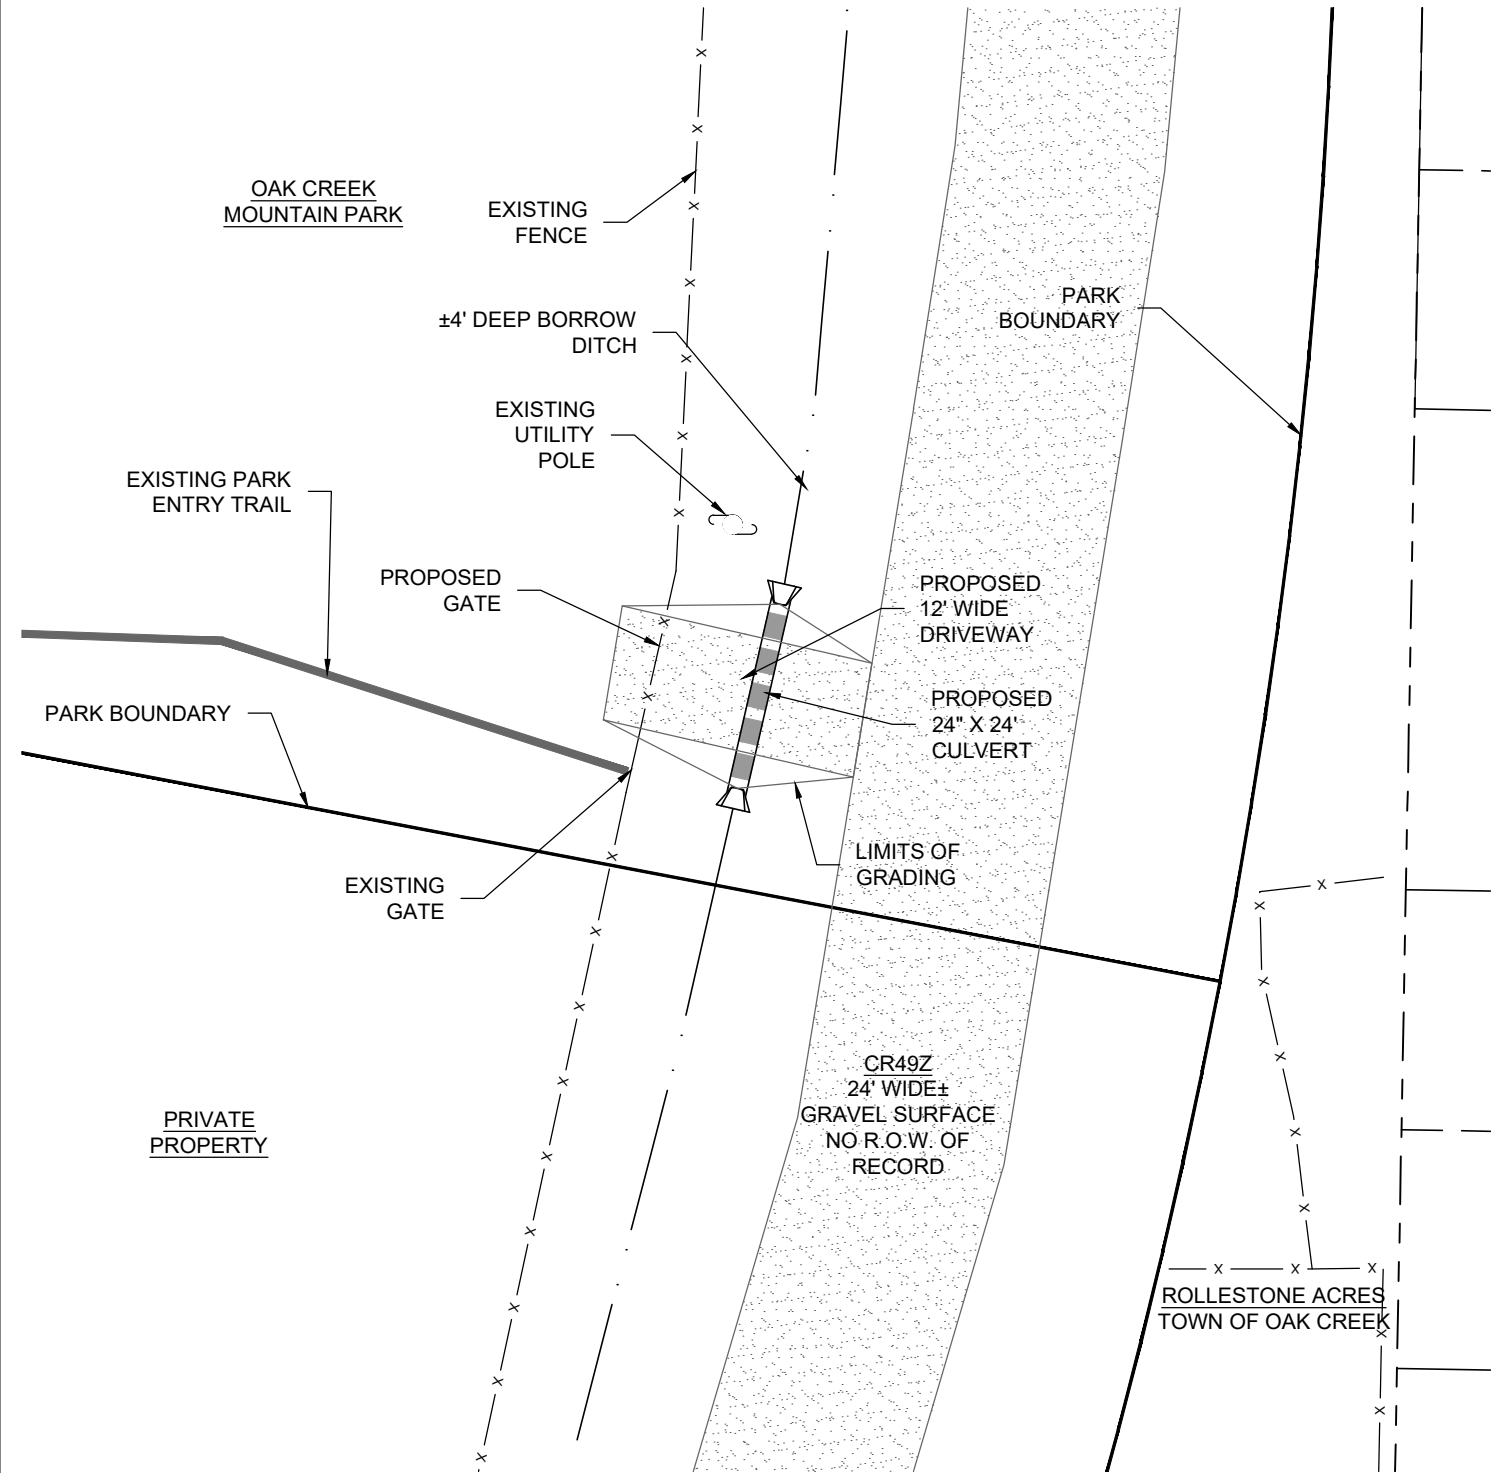 OAK CREEK
MOUNTAIN PARK
EXISTING
FENCE
PARK
BOUNDARY
±4' DEEP BORROW
DITCH
EXISTING
UTILITY
POLE
EXISTING PARK
ENTRY TRAIL
PROPOSED
GATE
PROPOSED
12' WIDE
DRIVEWAY
PARK BOUNDARY
PROPOSED
24" X 24'
CULVERT
LIMITS OF
GRADING
EXISTING
GATE
CR49Z
24' WIDE±
GRAVEL SURFACE
NO R.O.W. OF
RECORD
PRIVATE
PROPERTY
ROLLESTONE ACRES
TOWN OF OAK CREEK